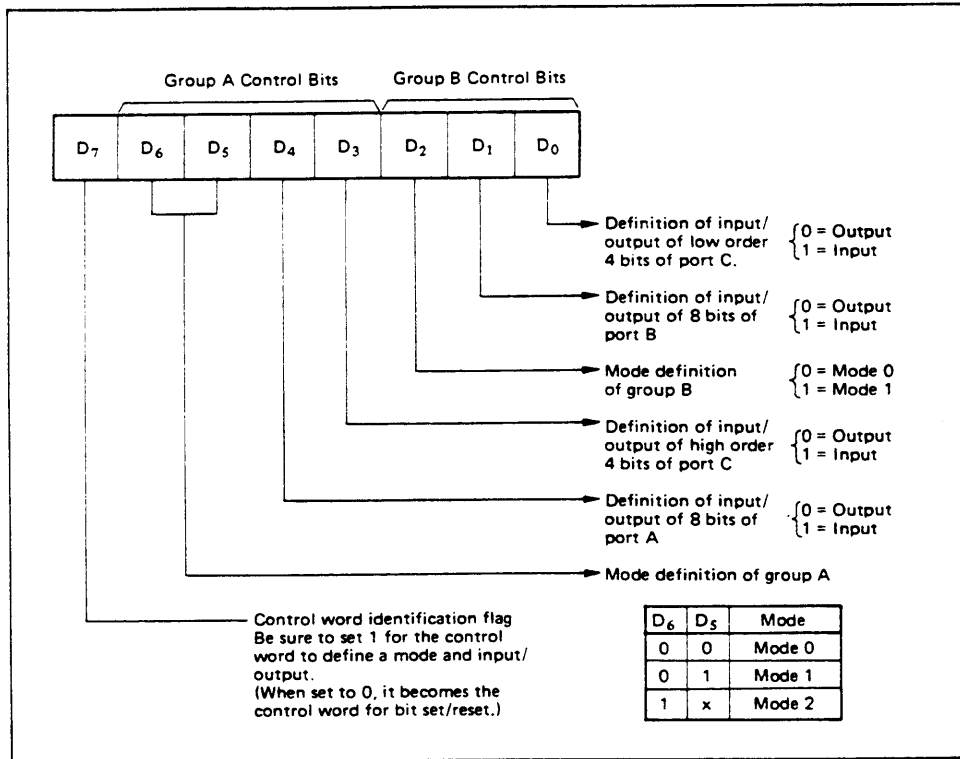 Group A Control Bits
Group B Control Bits
D7 D6 D5 D4 D3 D2 D1 D0
Definition of input/
output of low order
4 bits of port C.
0 = Output
1 = Input
Definition of input/
output of 8 bits of
port B
0 = Output
1 = Input
Mode definition
of group B
0 = Mode 0
1 = Mode 1
Definition of input/
output of high order
4 bits of port C
0 = Output
1 = Input
Definition of input/
output of 8 bits of
port A
0 = Output
1 = Input
Mode definition of group A
Control word identification flag
Be sure to set 1 for the control
word to define a mode and input/
output.
(When set to 0, it becomes the
control word for bit set/reset.)
D6 D5 Mode
0 0 Mode 0
0 1 Mode 1
1 x Mode 2